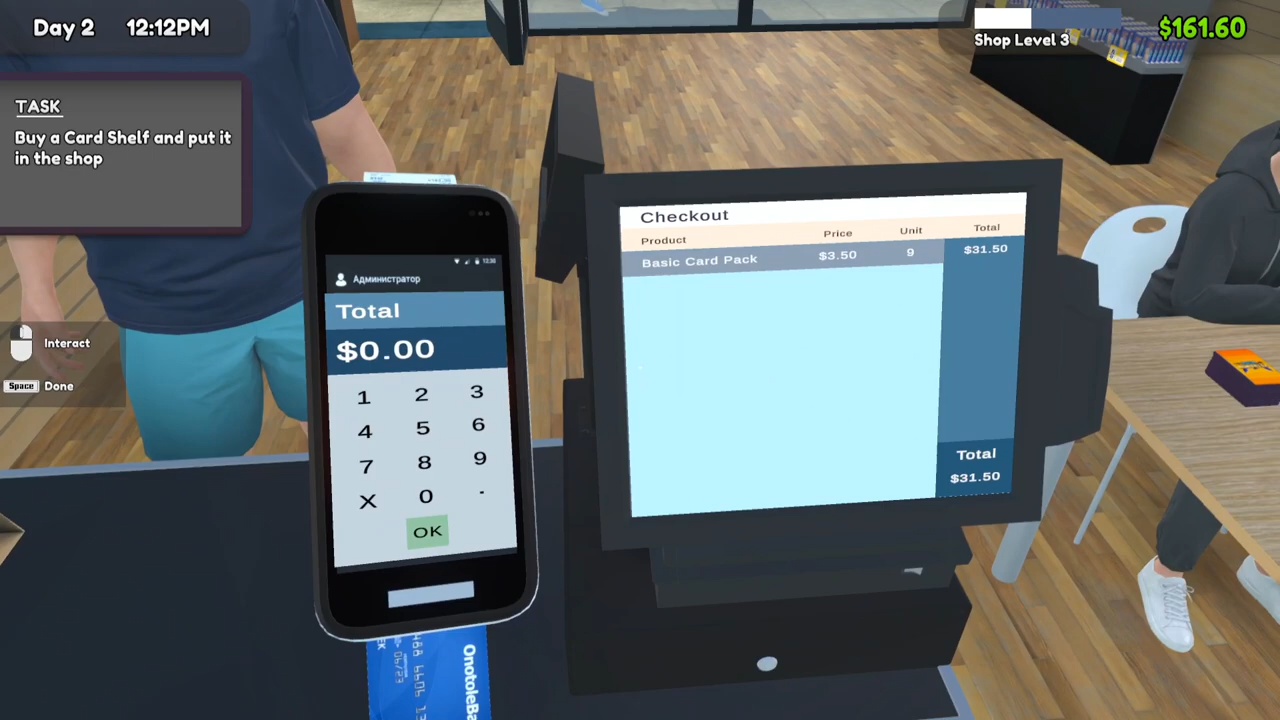 Day 2 12:12PM
Shop Level 3
$161.60
TASK
Buy a Card Shelf and put it
in the shop
Interact
Space Done
Администратор
Total
$0.00
1 2 3
4 5 6
7 8 9
X 0 .
OK
Checkout
Product Price Unit Total
Basic Card Pack $3.50 9 $31.50
Total
$31.50
OnotoleBa